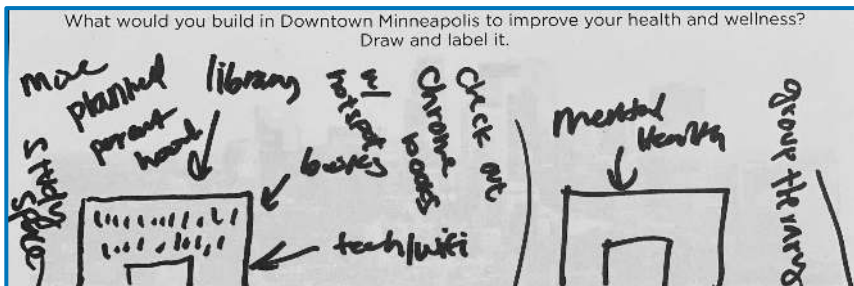 What would you build in Downtown Minneapolis to improve your health and wellness?
Draw and label it.
more
planned
parent
hood
library
w/
hotspot
chrome
books
check out
study
space
books
tech/wifi
mental
health
group therapy